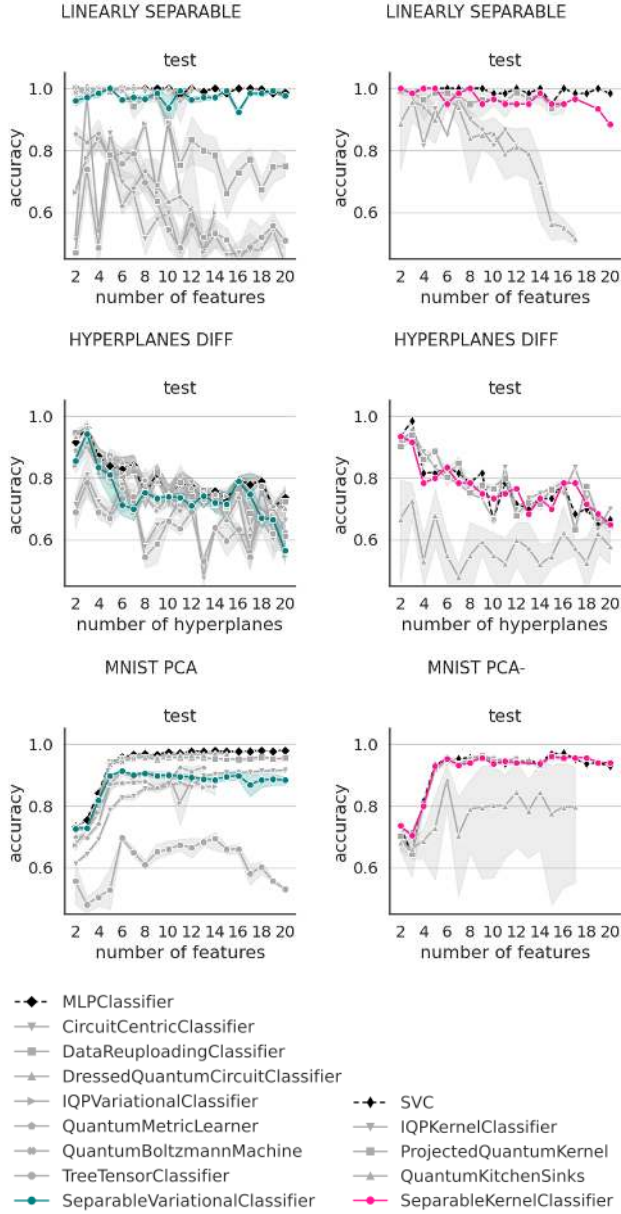 LINEARLY SEPARABLE
LINEARLY SEPARABLE
test
test
1.0
0.8
0.6
accuracy
2 4 6 8 10 12 14 16 18 20
number of features
1.0
0.8
0.6
accuracy
2 4 6 8 10 12 14 16 18 20
number of features
HYPERPLANES DIFF
HYPERPLANES DIFF
test
test
1.0
0.8
0.6
accuracy
2 4 6 8 10 12 14 16 18 20
number of hyperplanes
1.0
0.8
0.6
accuracy
2 4 6 8 10 12 14 16 18 20
number of hyperplanes
MNIST PCA
MNIST PCA-
test
test
1.0
0.8
0.6
accuracy
2 4 6 8 10 12 14 16 18 20
number of features
1.0
0.8
0.6
accuracy
2 4 6 8 10 12 14 16 18 20
number of features
MLPClassifier
CircuitCentricClassifier
DataReuploadingClassifier
DressedQuantumCircuitClassifier
IQPVariationalClassifier
QuantumMetricLearner
QuantumBoltzmannMachine
TreeTensorClassifier
SeparableVariationalClassifier
SVC
IQPKernelClassifier
ProjectedQuantumKernel
QuantumKitchenSinks
SeparableKernelClassifier